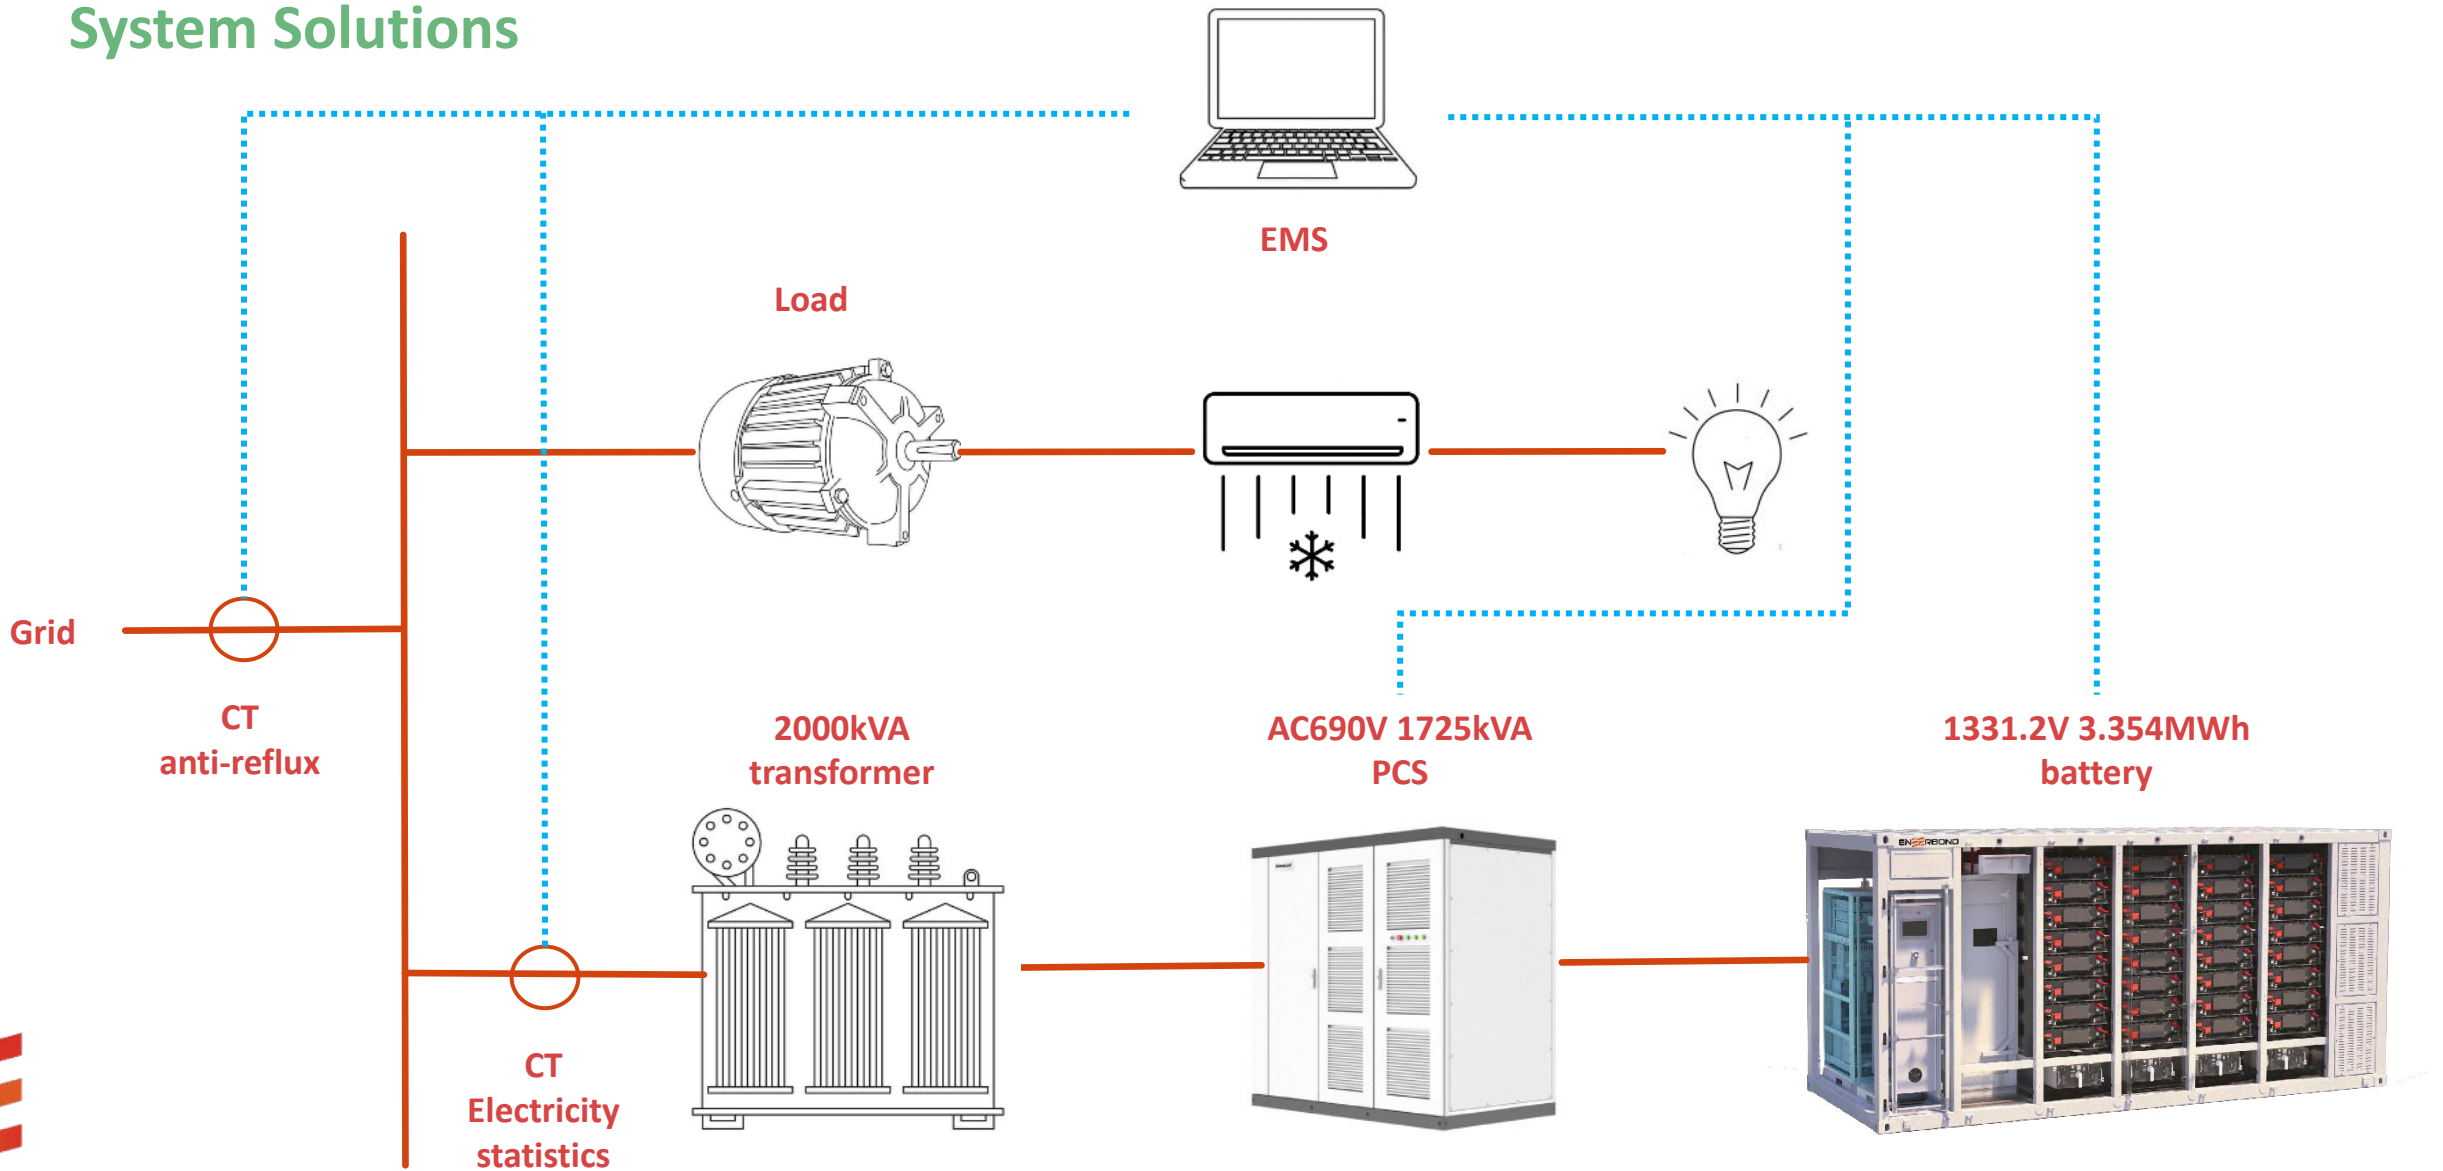 System Solutions
EMS
Load
Grid
CT
anti-reflux
2000kVA
transformer
AC690V 1725kVA
PCS
1331.2V 3.354MWh
battery
ENERBOND
CT
Electricity
statistics